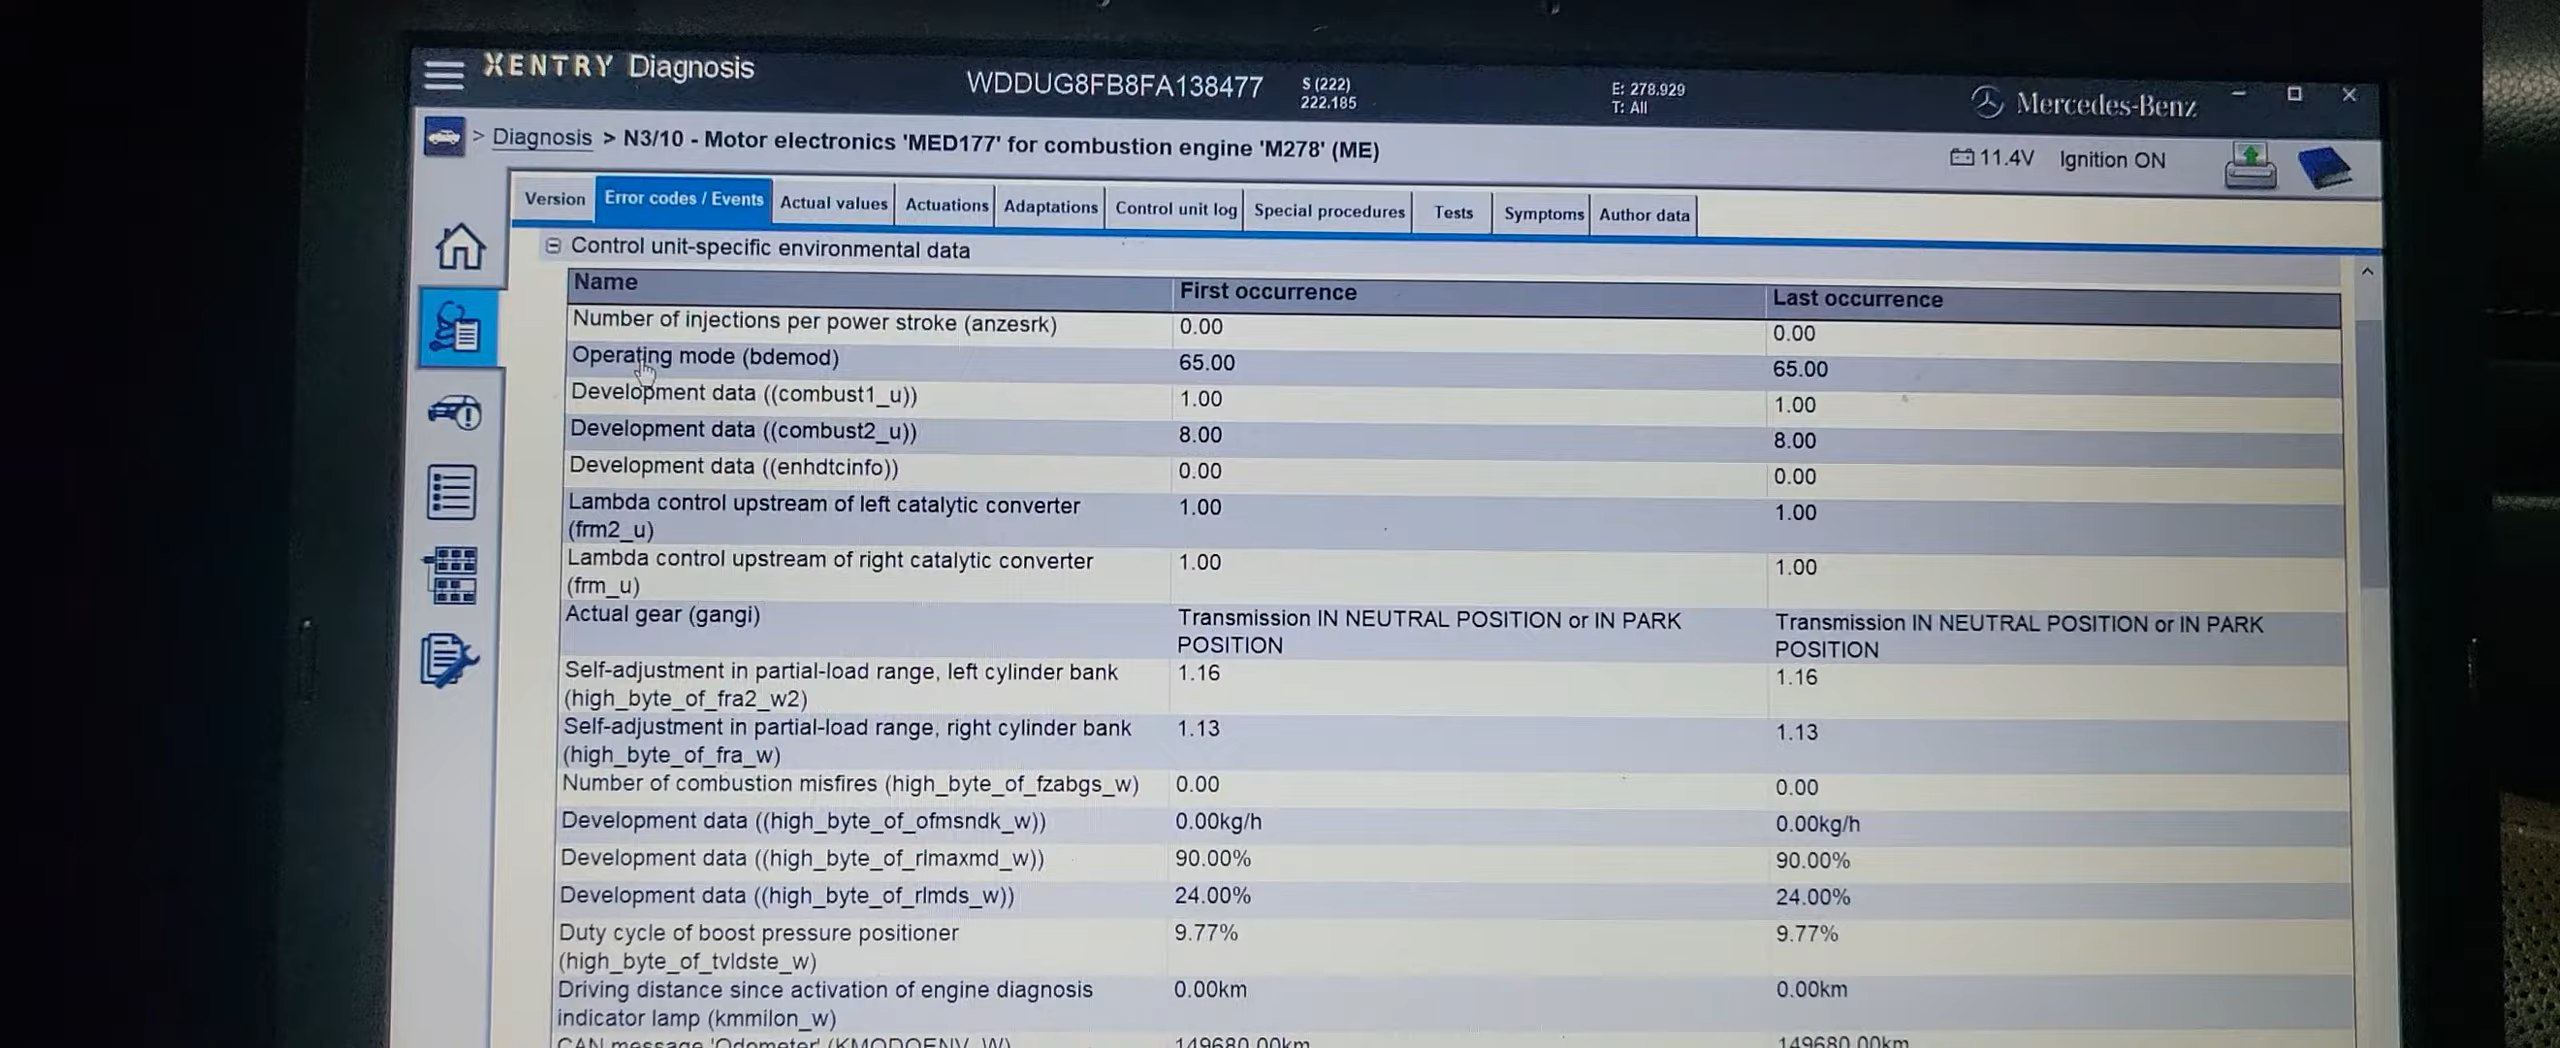 XENTRY Diagnosis
WDDUG8FB8FA138477
S (222)
222.185
E: 278.929
T: All
Mercedes-Benz
> Diagnosis > N3/10 - Motor electronics 'MED177' for combustion engine 'M278' (ME)
11.4V Ignition ON
Version Error codes / Events Actual values Actuations Adaptations Control unit log Special procedures Tests Symptoms Author data
Control unit-specific environmental data
Name First occurrence Last occurrence
Number of injections per power stroke (anzesrk) 0.00 0.00
Operating mode (bdemod) 65.00 65.00
Development data ((combust1_u)) 1.00 1.00
Development data ((combust2_u)) 8.00 8.00
Development data ((enhdtcinfo)) 0.00 0.00
Lambda control upstream of left catalytic converter 1.00 1.00
(frm2_u)
Lambda control upstream of right catalytic converter 1.00 1.00
(frm_u)
Actual gear (gangi) Transmission IN NEUTRAL POSITION or IN PARK Transmission IN NEUTRAL POSITION or IN PARK
POSITION POSITION
Self-adjustment in partial-load range, left cylinder bank 1.16 1.16
(high_byte_of_fra2_w2)
Self-adjustment in partial-load range, right cylinder bank 1.13 1.13
(high_byte_of_fra_w)
Number of combustion misfires (high_byte_of_fzabgs_w) 0.00 0.00
Development data ((high_byte_of_ofmsndk_w)) 0.00kg/h 0.00kg/h
Development data ((high_byte_of_rlmaxmd_w)) 90.00% 90.00%
Development data ((high_byte_of_rlmds_w)) 24.00% 24.00%
Duty cycle of boost pressure positioner 9.77% 9.77%
(high_byte_of_tvldste_w)
Driving distance since activation of engine diagnosis 0.00km 0.00km
indicator lamp (kmmilon_w)
CAN message 'Odometer' (KMODOENV_W) 149680.00km 149680.00km